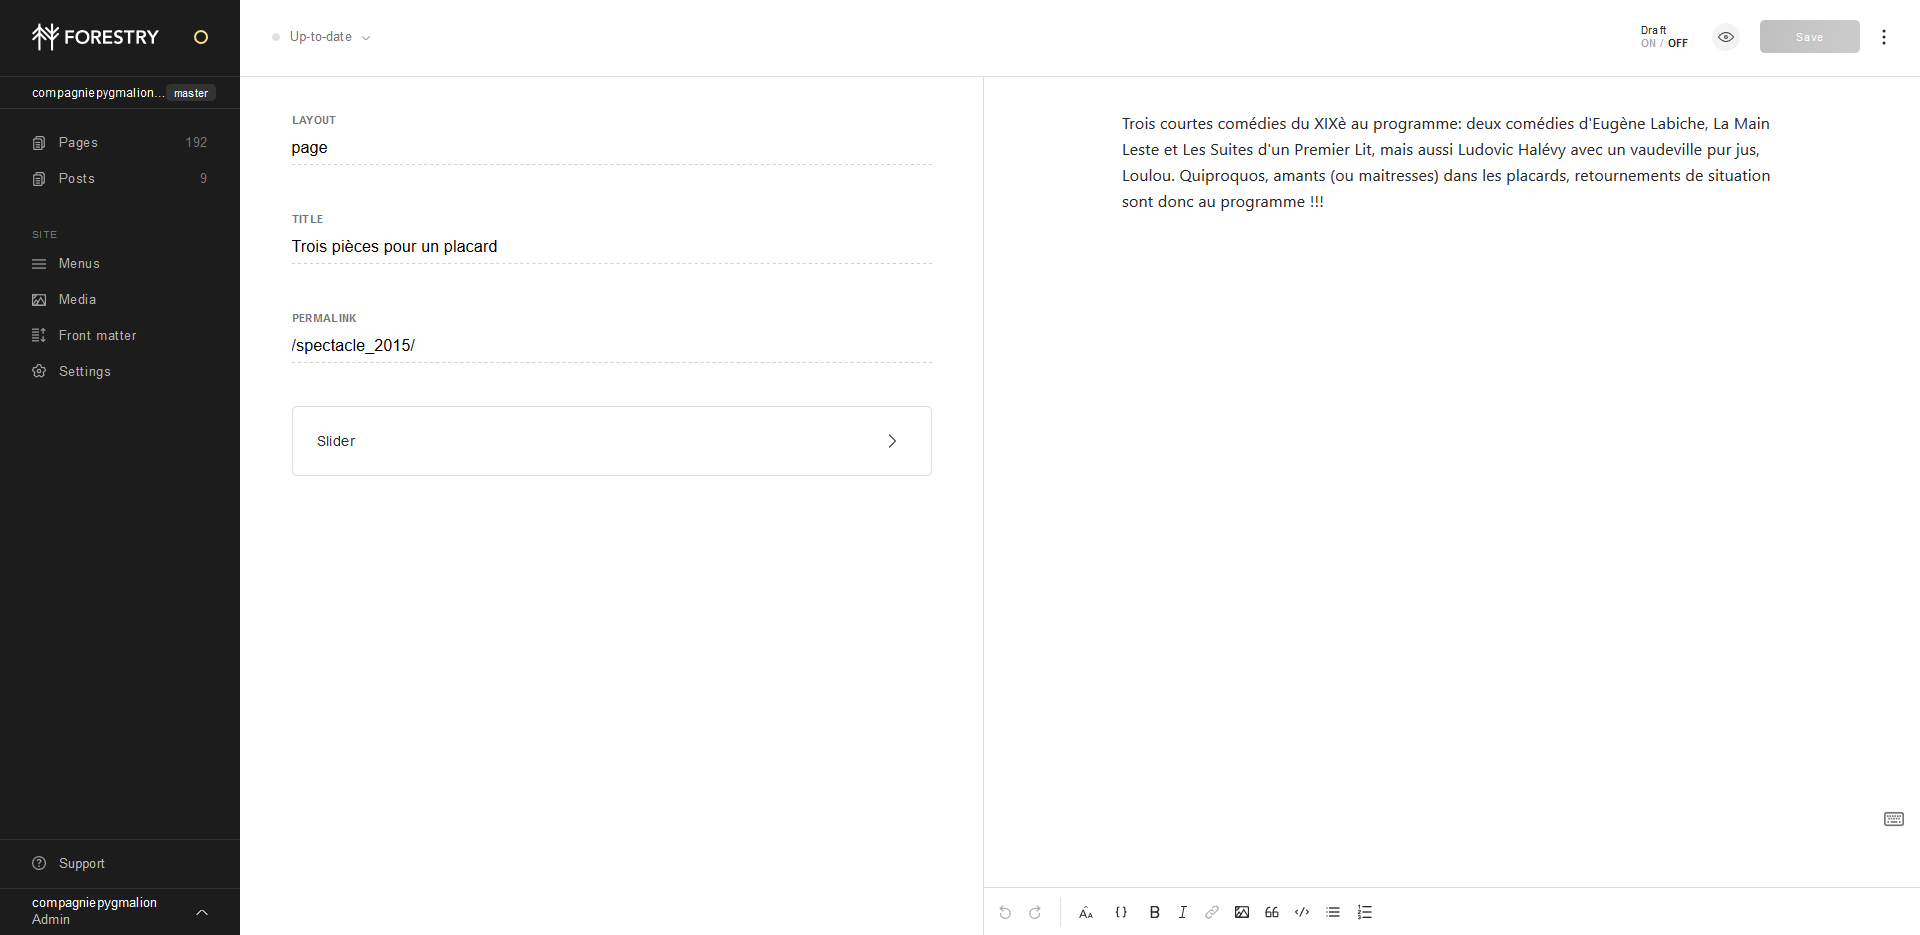 FORESTRY
compagniepygmalion... master
Pages 192
Posts 9
SITE
Menus
Media
Front matter
Settings
Support
compagniepygmalion
Admin
Up-to-date
Draft
ON / OFF
Save
LAYOUT
page
TITLE
Trois pièces pour un placard
PERMALINK
/spectacle_2015/
Slider
Trois courtes comédies du XIXè au programme: deux comédies d'Eugène Labiche, La Main
Leste et Les Suites d'un Premier Lit, mais aussi Ludovic Halévy avec un vaudeville pur jus,
Loulou. Quiproquos, amants (ou maitresses) dans les placards, retournements de situation
sont donc au programme !!!